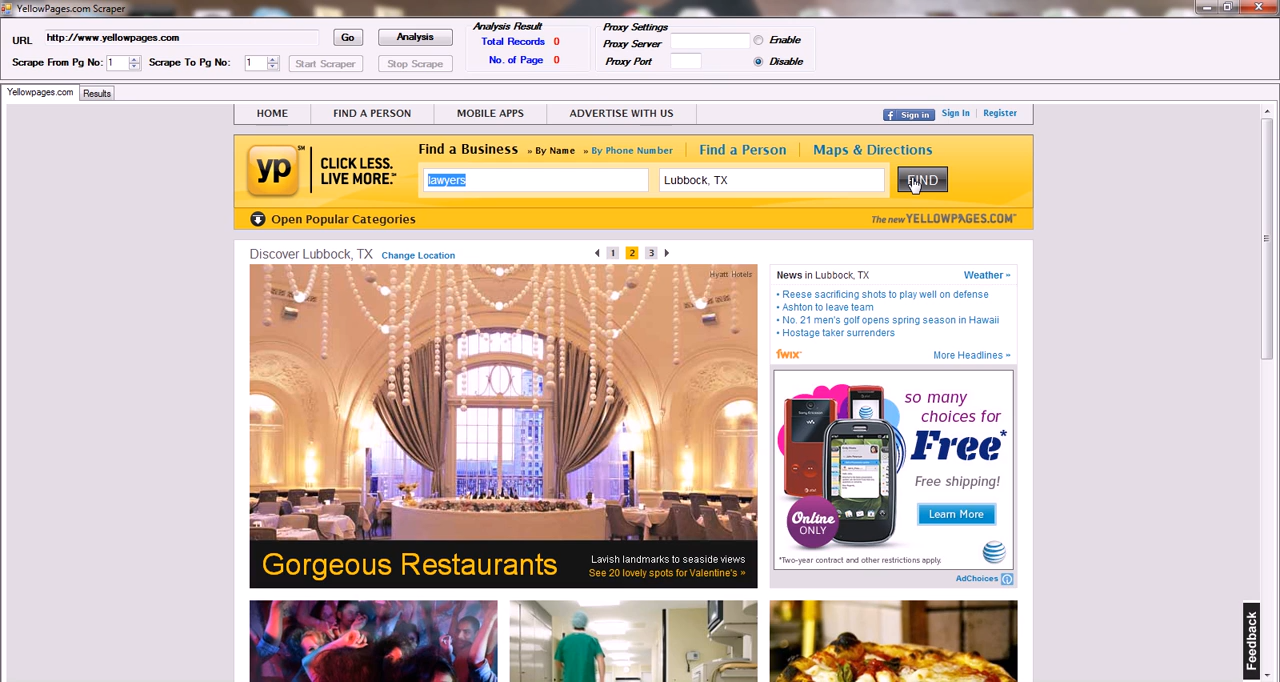 YellowPages.com Scraper
URL http://www.yellowpages.com Go Analysis
Scrape From Pg No: 1 Scrape To Pg No: 1 Start Scraper Stop Scrape
Analysis Result
Total Records 0
No. of Page 0
Proxy Settings
Proxy Server Enable
Proxy Port Disable
Yellowpages.com Results
HOME FIND A PERSON MOBILE APPS ADVERTISE WITH US f Sign in Sign In | Register
yp SM CLICK LESS.
LIVE MORE.℠
Find a Business » By Name » By Phone Number Find a Person Maps & Directions
lawyers Lubbock, TX FIND
Open Popular Categories The new YELLOWPAGES.COM℠
Discover Lubbock, TX Change Location 1 2 3
Hyatt Hotels
Gorgeous Restaurants
Lavish landmarks to seaside views
See 20 lovely spots for Valentine's »
News in Lubbock, TX Weather »
• Reese sacrificing shots to play well on defense
• Ashton to leave team
• No. 21 men's golf opens spring season in Hawaii
• Hostage taker surrenders
fwix More Headlines »
so many
choices for
Free*
Free shipping!
Learn More
Online
ONLY
*Two-year contract and other restrictions apply.
AdChoices
Feedback